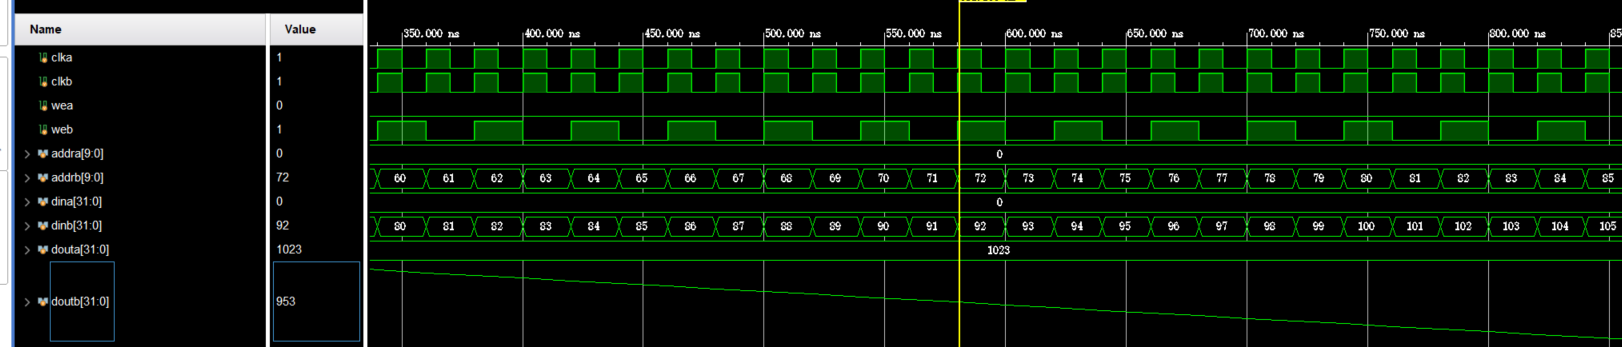 Name Value 350.000 ns 400.000 ns 450.000 ns 500.000 ns 550.000 ns 600.000 ns 650.000 ns 700.000 ns 750.000 ns 800.000 ns 85
clka 1
clkb 1
wea 0
web 1
addra[9:0] 0 0
addrb[9:0] 72 60 61 62 63 64 65 66 67 68 69 70 71 72 73 74 75 76 77 78 79 80 81 82 83 84 85
dina[31:0] 0 0
dinb[31:0] 92 80 81 82 83 84 85 86 87 88 89 90 91 92 93 94 95 96 97 98 99 100 101 102 103 104 105
douta[31:0] 1023 1023
doutb[31:0] 953